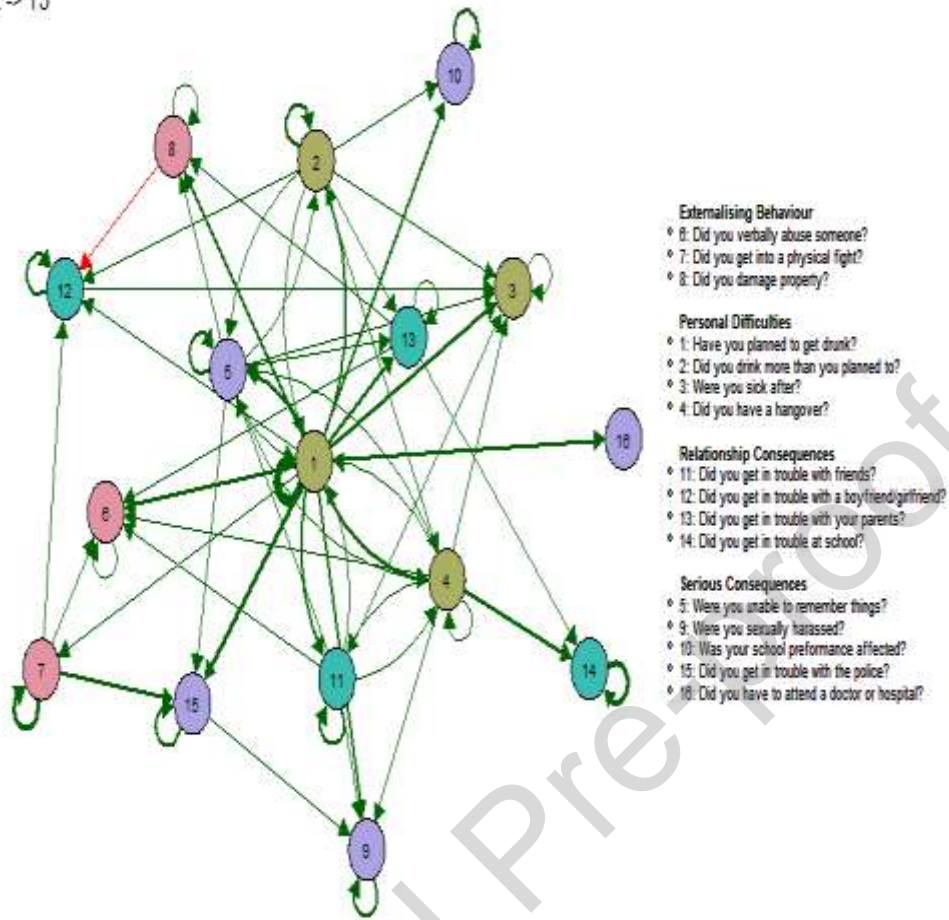 -> 15
10
8
2
12
3
13
5
1
16
6
4
7
15
11
14
9
Externalising Behaviour
6: Did you verbally abuse someone?
7: Did you get into a physical fight?
8: Did you damage property?
Personal Difficulties
1: Have you planned to get drunk?
2: Did you drink more than you planned to?
3: Were you sick after?
4: Did you have a hangover?
Relationship Consequences
11: Did you get in trouble with friends?
12: Did you get in trouble with a boyfriend/girlfriend?
13: Did you get in trouble with your parents?
14: Did you get in trouble at school?
Serious Consequences
5: Were you unable to remember things?
9: Were you sexually harassed?
10: Was your school preformance affected?
15: Did you get in trouble with the police?
16: Did you have to attend a doctor or hospital?
Pre-proof